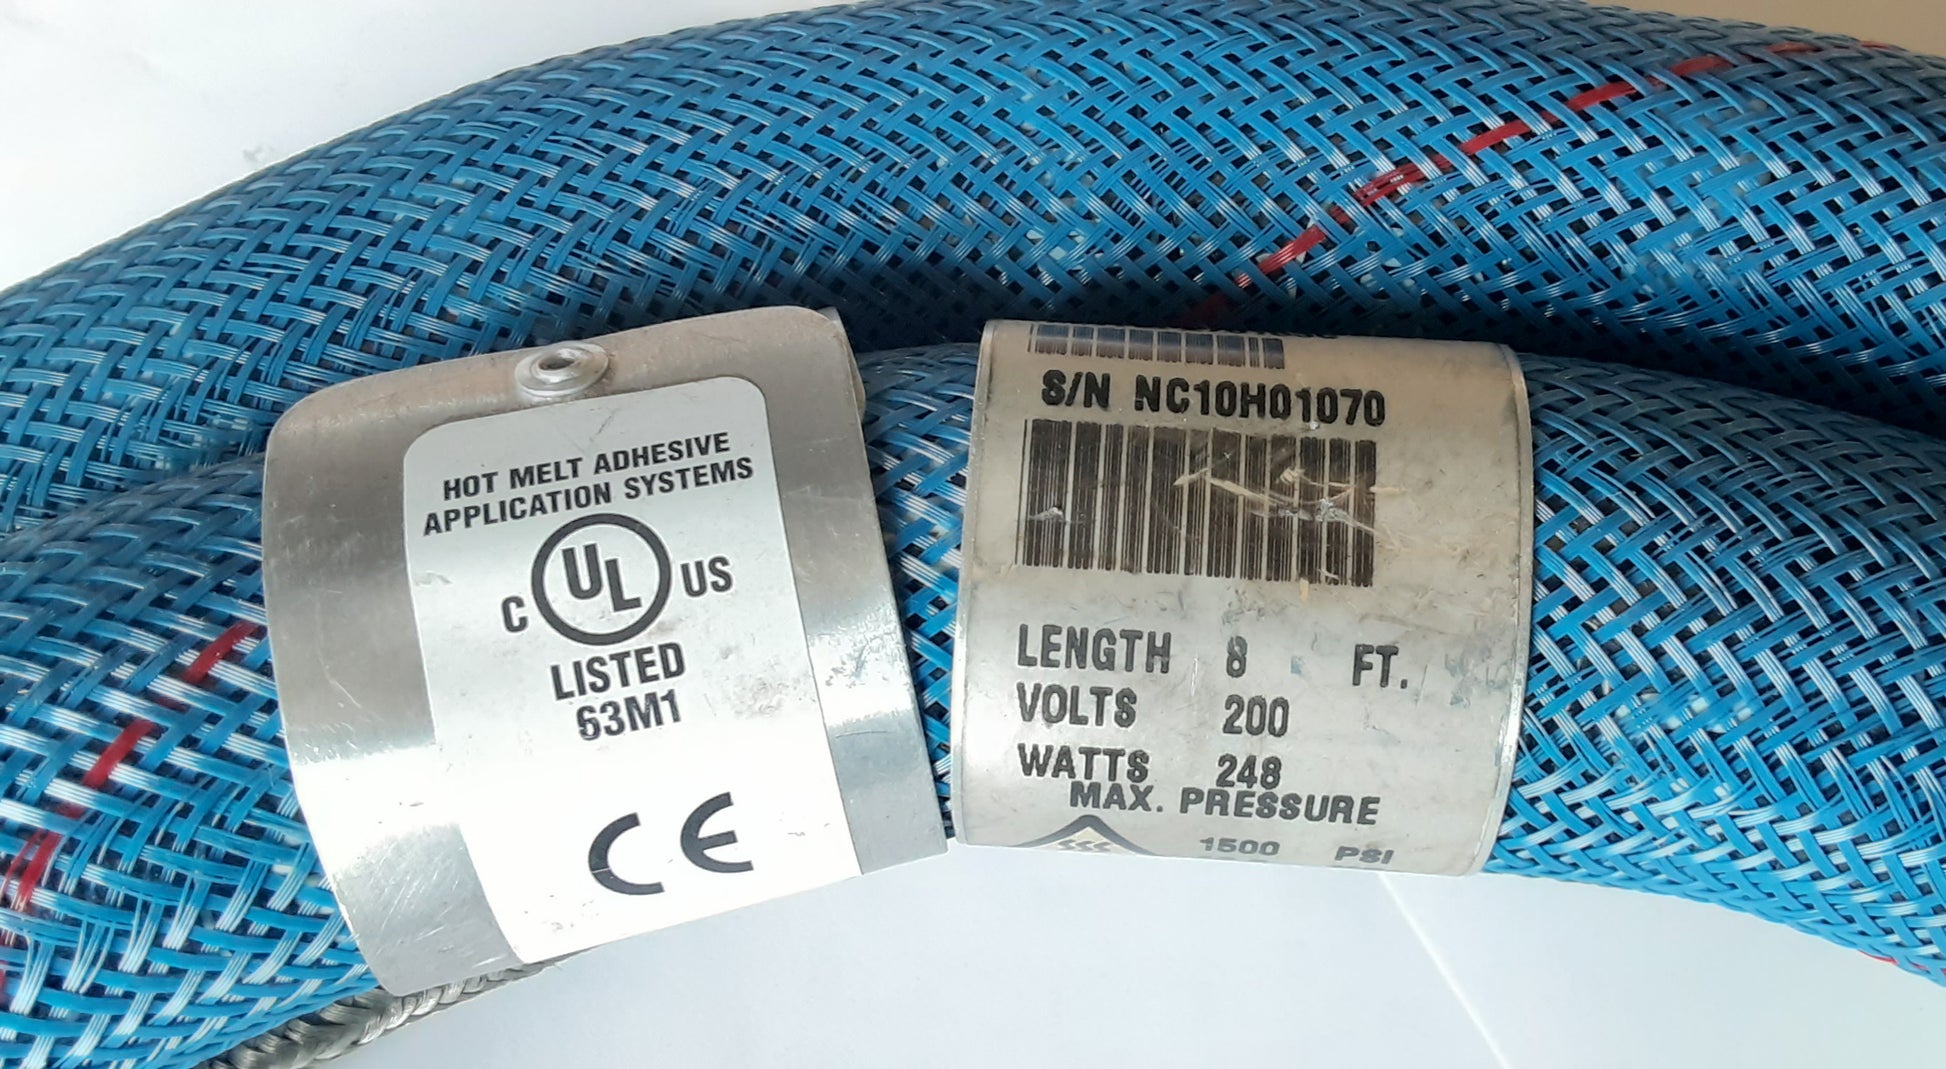 HOT MELT ADHESIVE
APPLICATION SYSTEMS
C UL US
LISTED
63M1
CE
S/N NC10H01070
LENGTH 8 FT.
VOLTS 200
WATTS 248
MAX. PRESSURE
1500 PSI